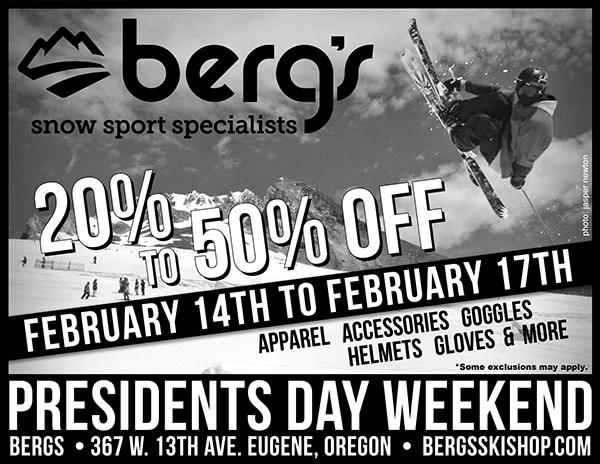 berg's
snow sport specialists
20% TO 50% OFF
photo: jasper newton
FEBRUARY 14TH TO FEBRUARY 17TH
APPAREL ACCESSORIES GOGGLES
HELMETS GLOVES & MORE
*Some exclusions may apply.
PRESIDENTS DAY WEEKEND
BERGS • 367 W. 13TH AVE. EUGENE, OREGON • BERGSSKISHOP.COM